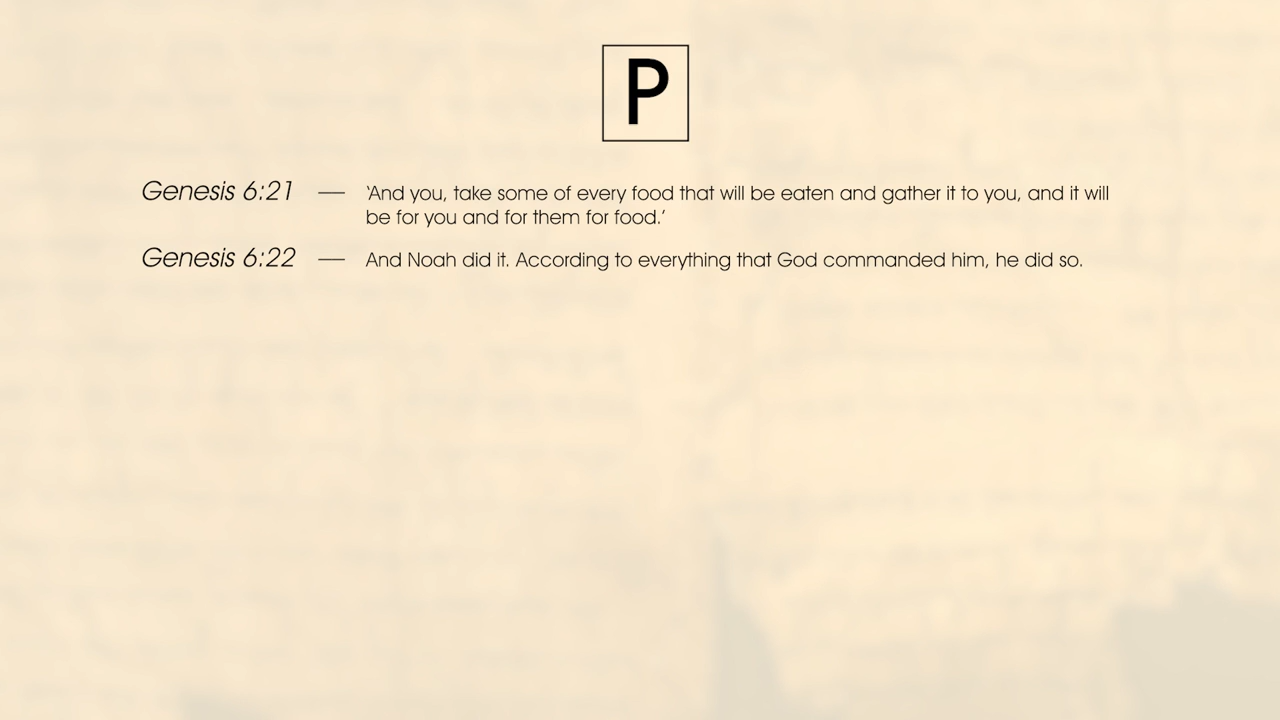 P
Genesis 6:21 — ‘And you, take some of every food that will be eaten and gather it to you, and it will
be for you and for them for food.’
Genesis 6:22 — And Noah did it. According to everything that God commanded him, he did so.